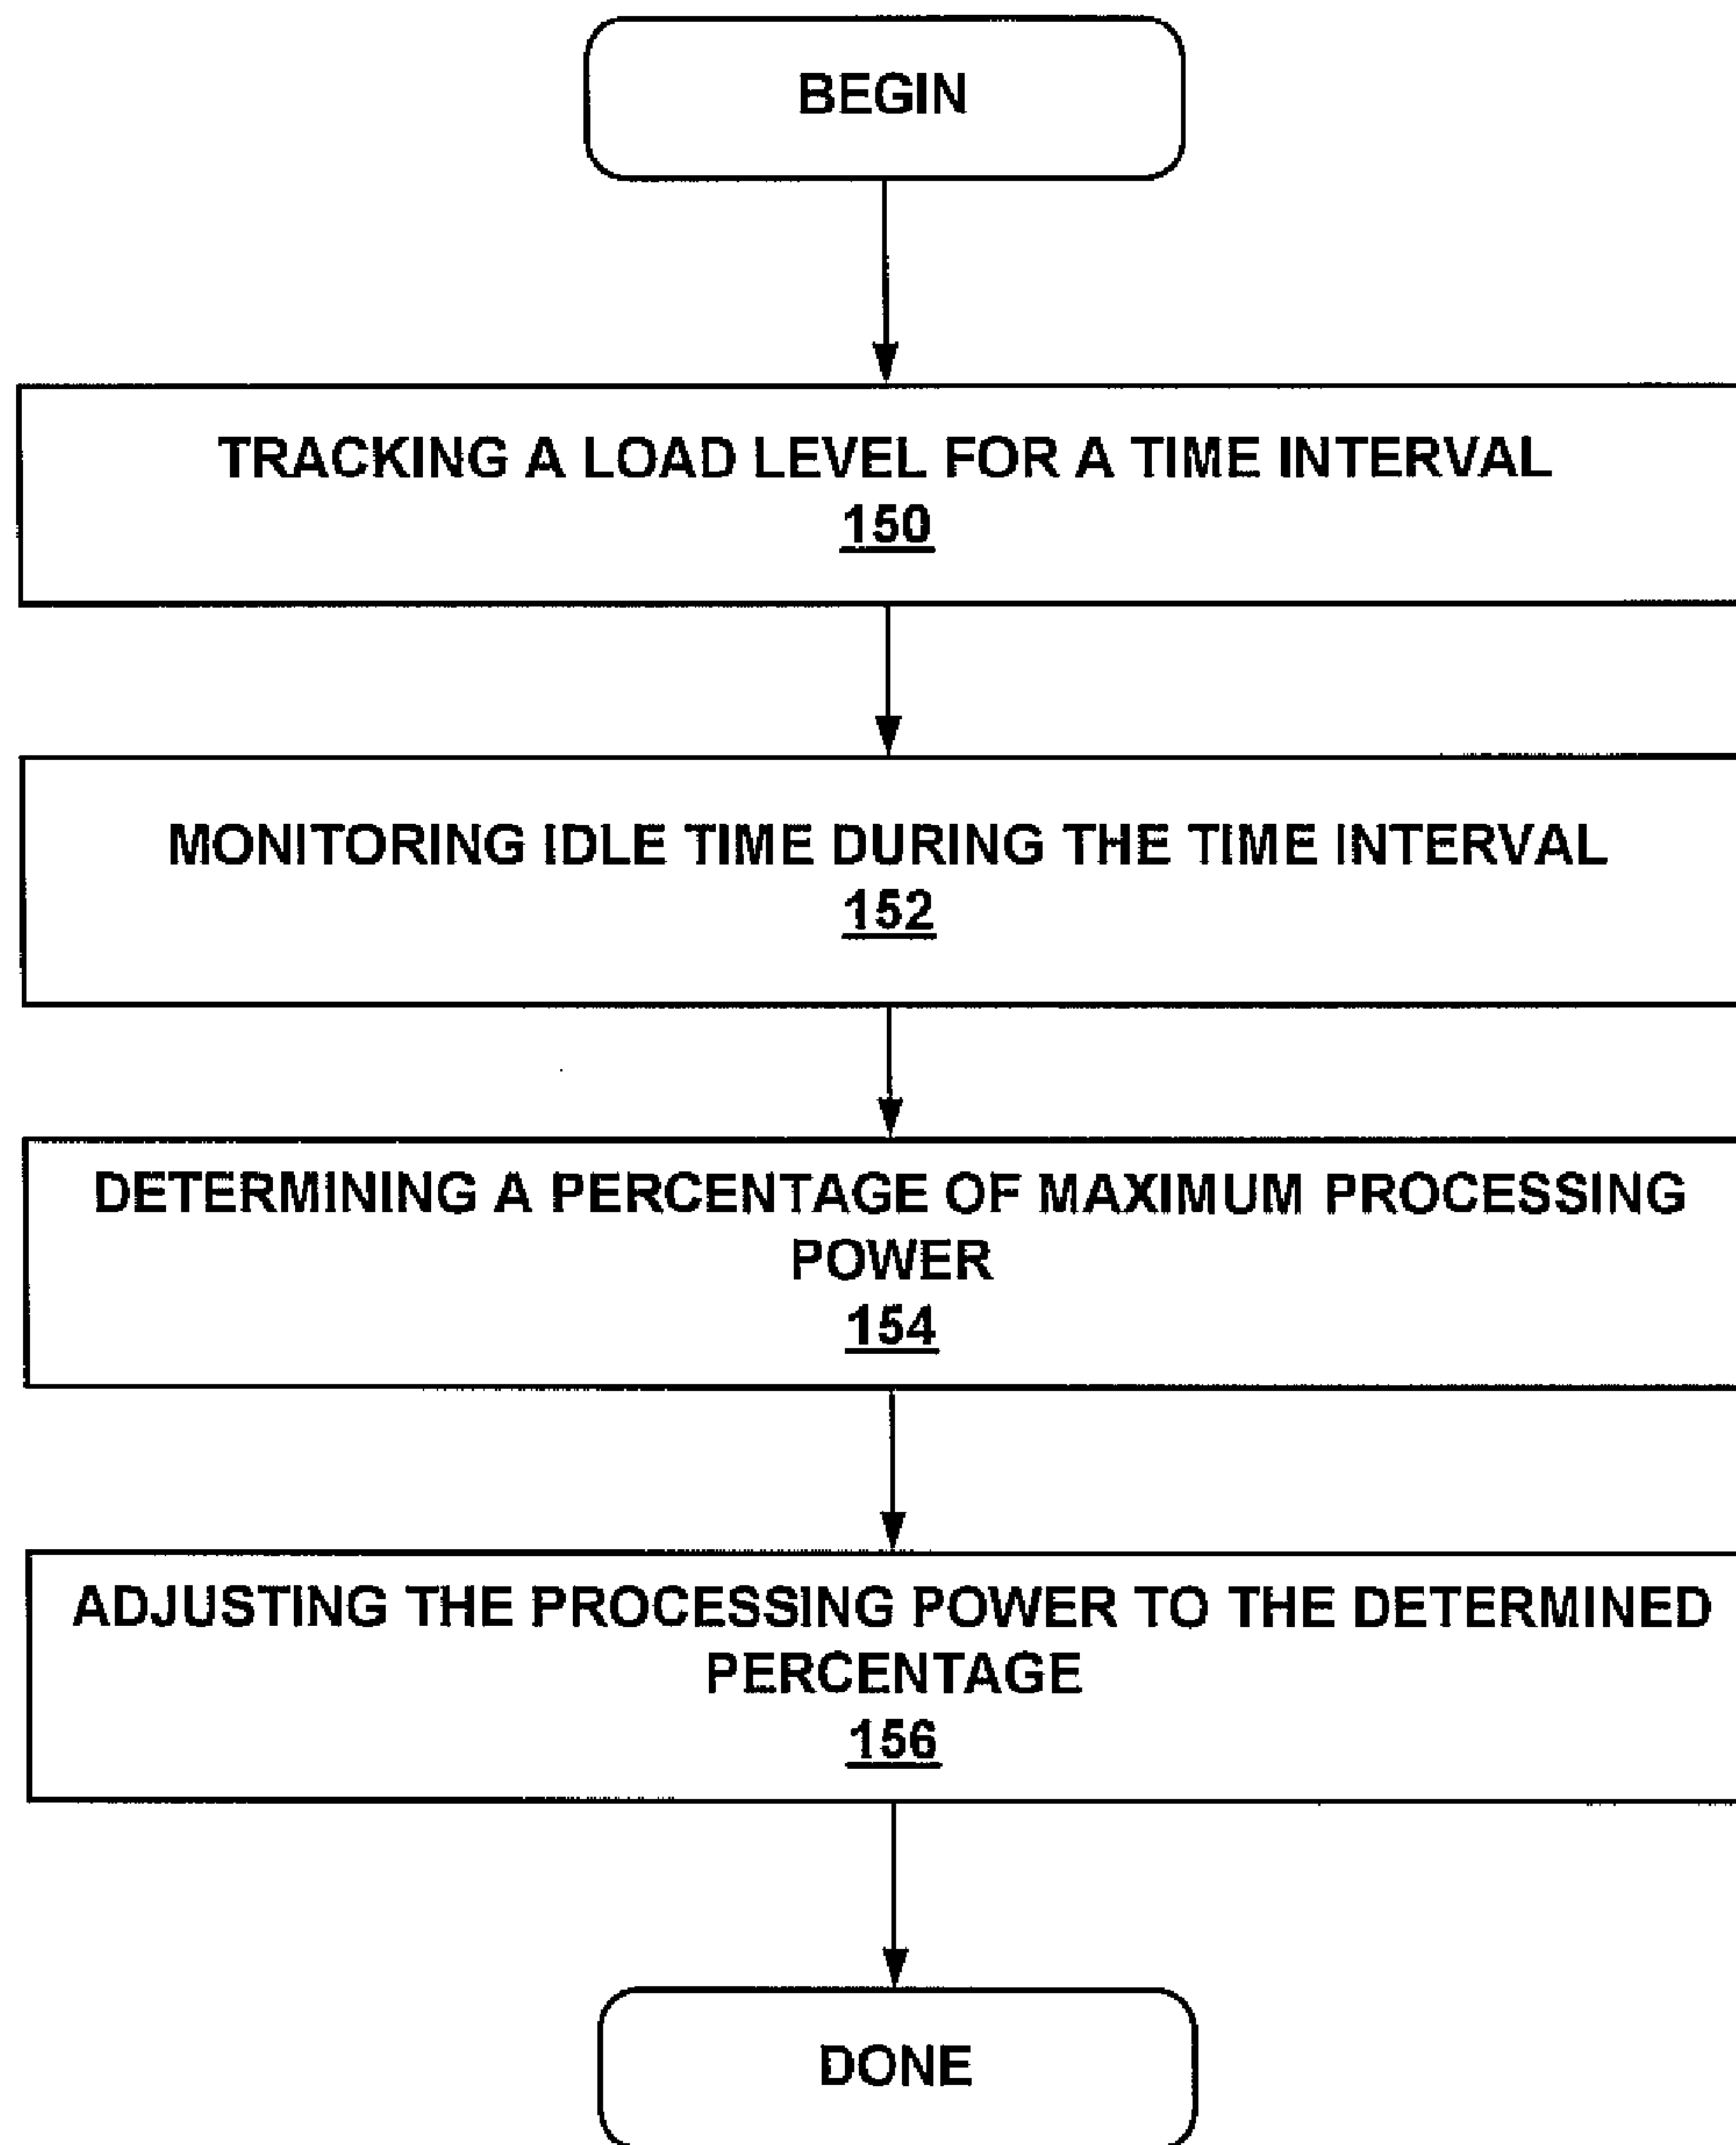 BEGIN
TRACKING A LOAD LEVEL FOR A TIME INTERVAL
150
MONITORING IDLE TIME DURING THE TIME INTERVAL
152
DETERMINING A PERCENTAGE OF MAXIMUM PROCESSING
POWER
154
ADJUSTING THE PROCESSING POWER TO THE DETERMINED
PERCENTAGE
156
DONE